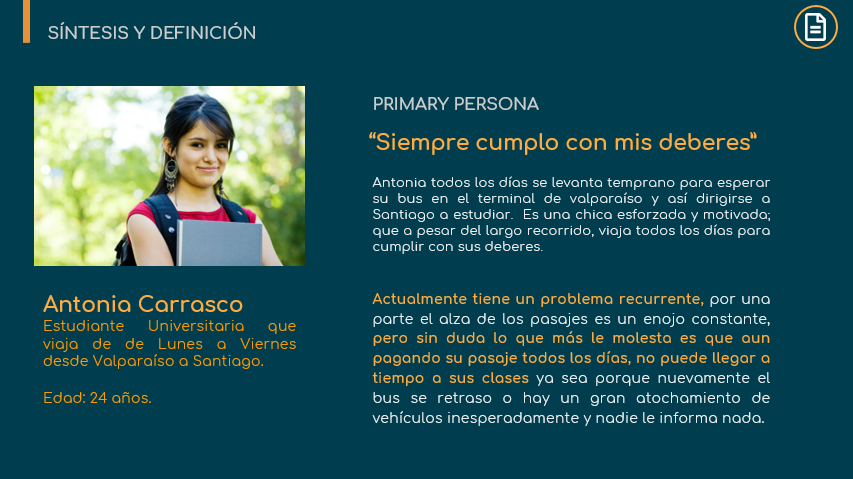 SÍNTESIS Y DEFINICIÓN
PRIMARY PERSONA
“Siempre cumplo con mis deberes”
Antonia todos los días se levanta temprano para esperar
su bus en el terminal de valparaíso y así dirigirse a
Santiago a estudiar. Es una chica esforzada y motivada;
que a pesar del largo recorrido, viaja todos los días para
cumplir con sus deberes.
Antonia Carrasco
Estudiante Universitaria que
viaja de de Lunes a Viernes
desde Valparaíso a Santiago.
Edad: 24 años.
Actualmente tiene un problema recurrente, por una
parte el alza de los pasajes es un enojo constante,
pero sin duda lo que más le molesta es que aun
pagando su pasaje todos los días, no puede llegar a
tiempo a sus clases ya sea porque nuevamente el
bus se retraso o hay un gran atochamiento de
vehículos inesperadamente y nadie le informa nada.